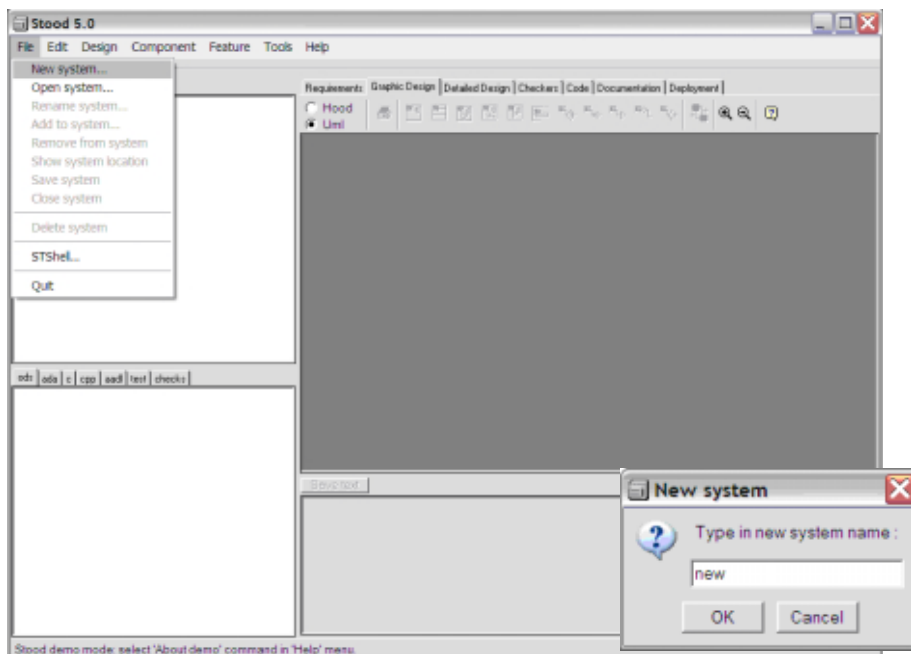 Stood 5.0
File Edit Design Component Feature Tools Help
New system...
Open system...
Rename system...
Add to system...
Remove from system
Show system location
Save system
Close system
Delete system
STShell...
Quit
Requirements Graphic Design Detailed Design Checkers Code Documentation Deployment
Hood
Uml
ods ada c cpp aadl test checks
Save text
New system
Type in new system name :
new
OK Cancel
Stood demo mode: select 'About demo' command in 'Help' menu.